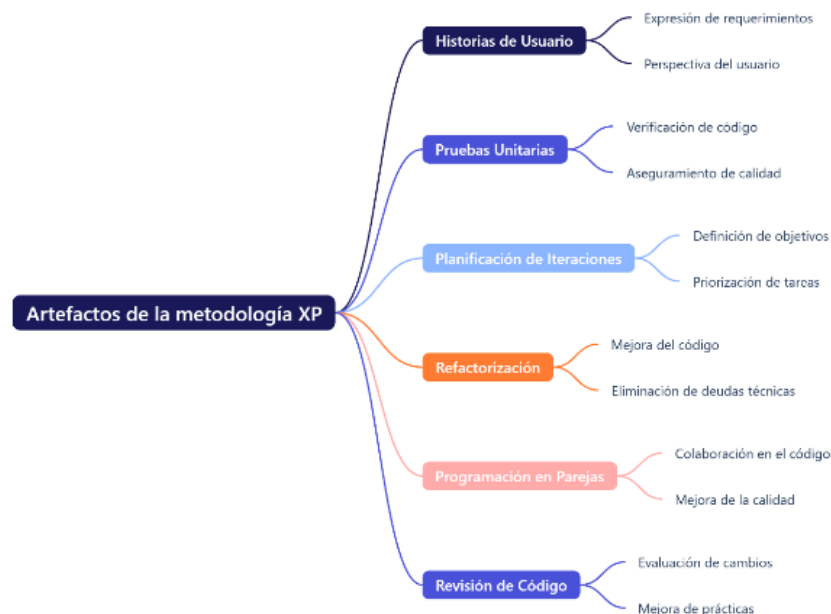 Artefactos de la metodología XP
Historias de Usuario
Expresión de requerimientos
Perspectiva del usuario
Pruebas Unitarias
Verificación de código
Aseguramiento de calidad
Planificación de Iteraciones
Definición de objetivos
Priorización de tareas
Refactorización
Mejora del código
Eliminación de deudas técnicas
Programación en Parejas
Colaboración en el código
Mejora de la calidad
Revisión de Código
Evaluación de cambios
Mejora de prácticas